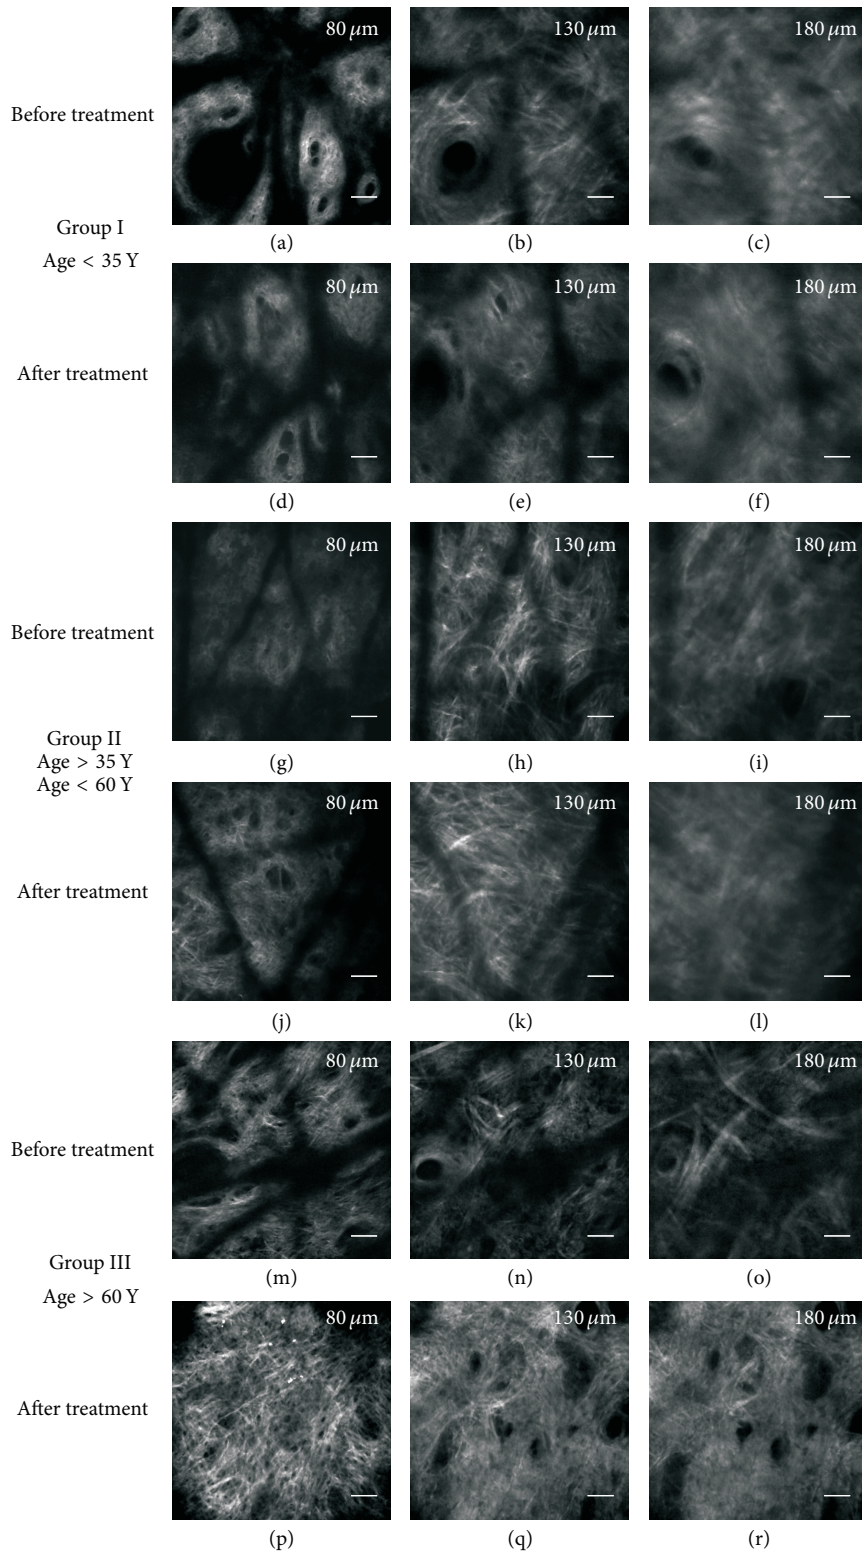 80 μm
130 μm
180 μm
Before treatment
(a)
(b)
(c)
Group I
Age < 35 Y
80 μm
130 μm
180 μm
After treatment
(d)
(e)
(f)
80 μm
130 μm
180 μm
Before treatment
(g)
(h)
(i)
Group II
Age > 35 Y
Age < 60 Y
80 μm
130 μm
180 μm
After treatment
(j)
(k)
(l)
80 μm
130 μm
180 μm
Before treatment
(m)
(n)
(o)
Group III
Age > 60 Y
80 μm
130 μm
180 μm
After treatment
(p)
(q)
(r)